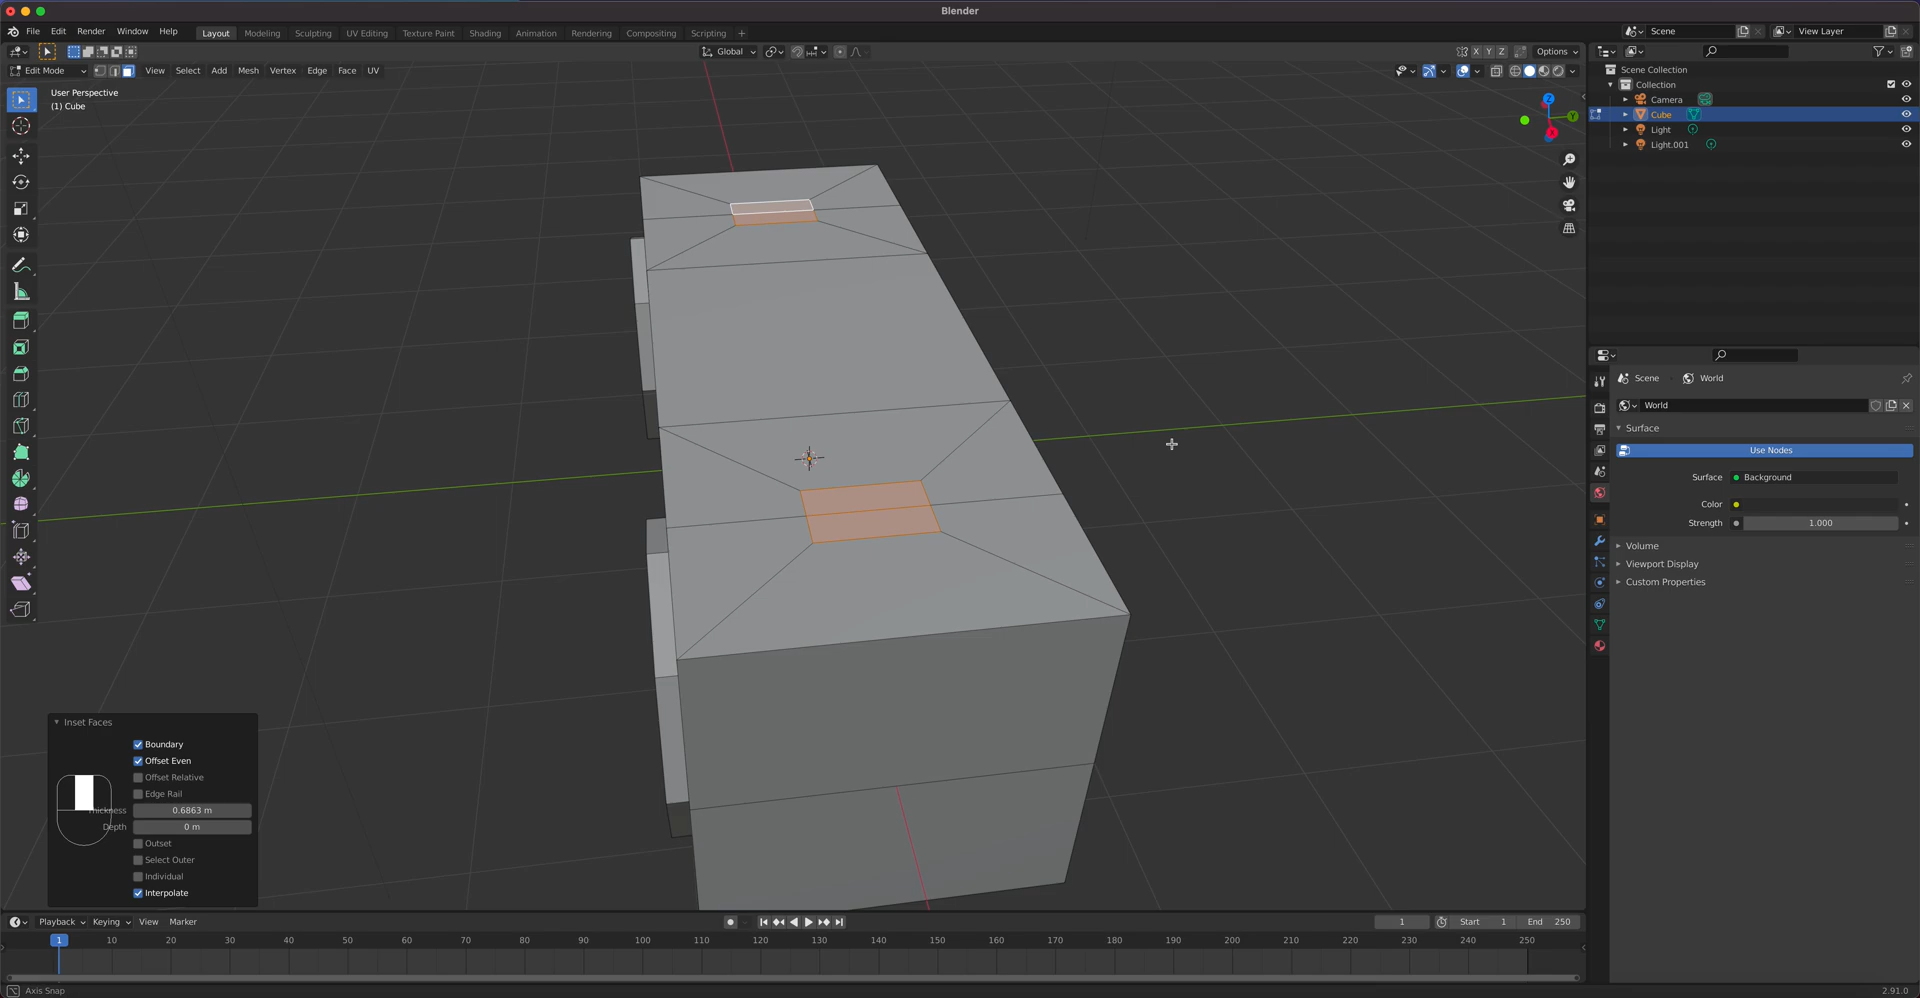 Blender
File Edit Render Window Help
Layout Modeling Sculpting UV Editing Texture Paint Shading Animation Rendering Compositing Scripting +
Scene
View Layer
Global
X Y Z
Options
Edit Mode View Select Add Mesh Vertex Edge Face UV
User Perspective
(1) Cube
Z
Y
X
Scene Collection
Collection
Camera
Cube
Light
Light.001
Scene World
World
Surface
Use Nodes
Surface Background
Color
Strength 1.000
Volume
Viewport Display
Custom Properties
Inset Faces
Boundary
Offset Even
Offset Relative
Edge Rail
Thickness 0.6863 m
Depth 0 m
Outset
Select Outer
Individual
Interpolate
Playback Keying View Marker
1
Start 1
End 250
1 10 20 30 40 50 60 70 80 90 100 110 120 130 140 150 160 170 180 190 200 210 220 230 240 250
Axis Snap
2.91.0